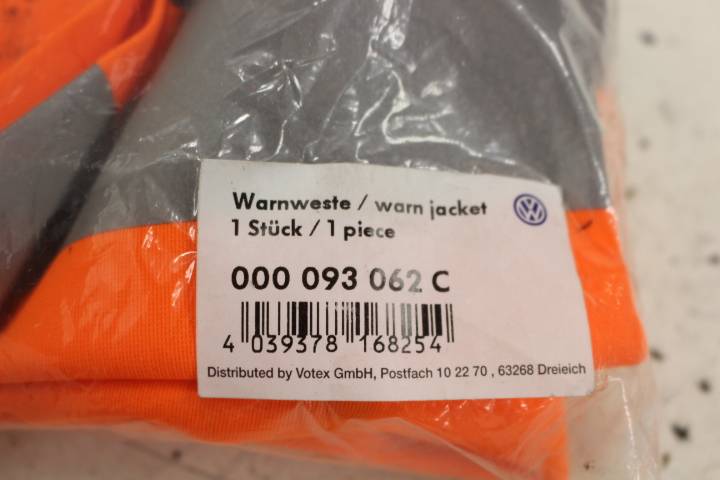 Warnweste / warn jacket
1 Stück / 1 piece
000 093 062 C
4 039378 168254
Distributed by Votex GmbH, Postfach 10 22 70 , 63268 Dreieich